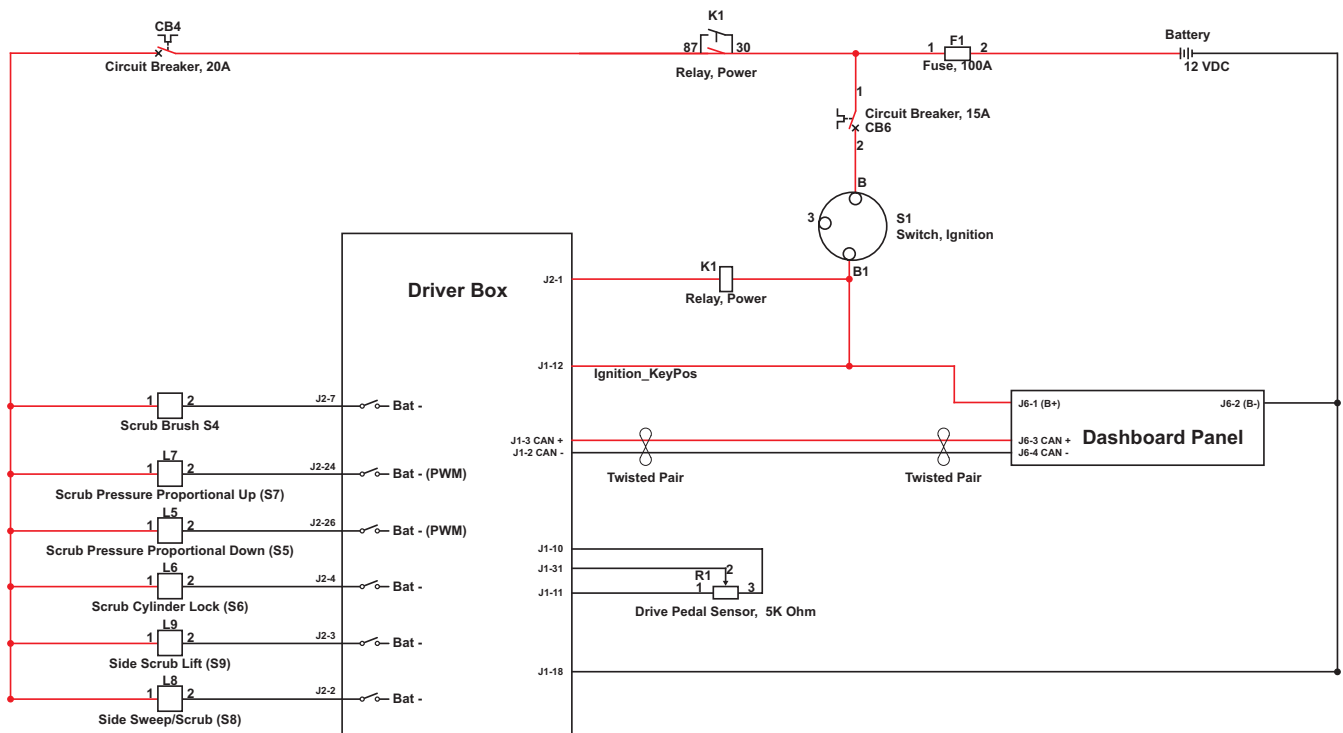 CB4
Circuit Breaker, 20A
K1
87 30
Relay, Power
1 F1 2
Fuse, 100A
Battery
12 VDC
1
Circuit Breaker, 15A
CB6
2
B
3
S1
Switch, Ignition
B1
K1
Relay, Power
Driver Box
J2-1
J1-12
Ignition_KeyPos
J1-3 CAN +
J1-2 CAN -
Twisted Pair
Twisted Pair
J6-1 (B+)
J6-2 (B-)
Dashboard Panel
J6-3 CAN +
J6-4 CAN -
1 2
J2-7
Bat -
Scrub Brush S4
L7
1 2
J2-24
Bat - (PWM)
Scrub Pressure Proportional Up (S7)
L5
1 2
J2-26
Bat - (PWM)
Scrub Pressure Proportional Down (S5)
L6
1 2
J2-4
Bat -
Scrub Cylinder Lock (S6)
L9
1 2
J2-3
Bat -
Side Scrub Lift (S9)
L8
1 2
J2-2
Bat -
Side Sweep/Scrub (S8)
J1-10
J1-31
J1-11
R1
2
1 3
Drive Pedal Sensor, 5K Ohm
J1-18